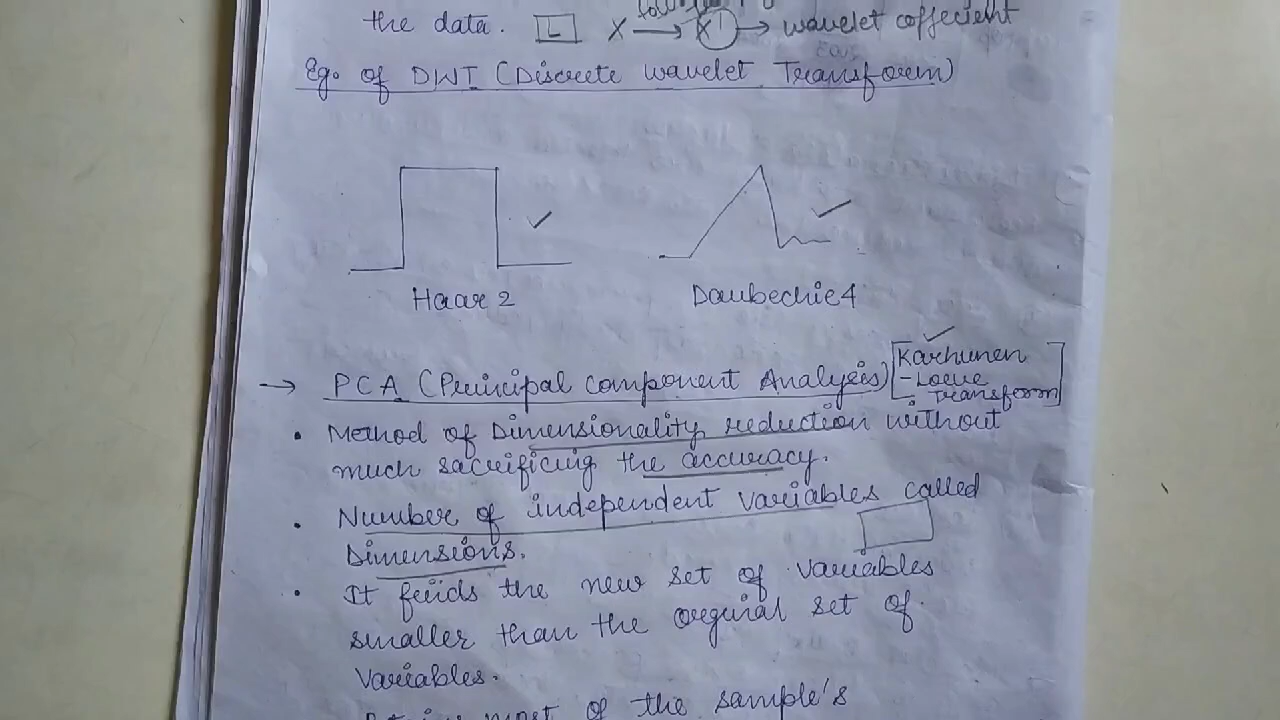 the data. L X → X' → wavelet coffecient
Eg. of DWT (Discrete wavelet Transform)
Haar 2
Daubechie4
→ PCA (Principal component Analysis) [Karhunen
-Loeve
Transform]
• Method of Dimensionality reduction without
much sacrificing the accuracy.
• Number of independent variables called
Dimensions.
• It finds the new set of variables
smaller than the orginal set of
variables.
most of the sample's